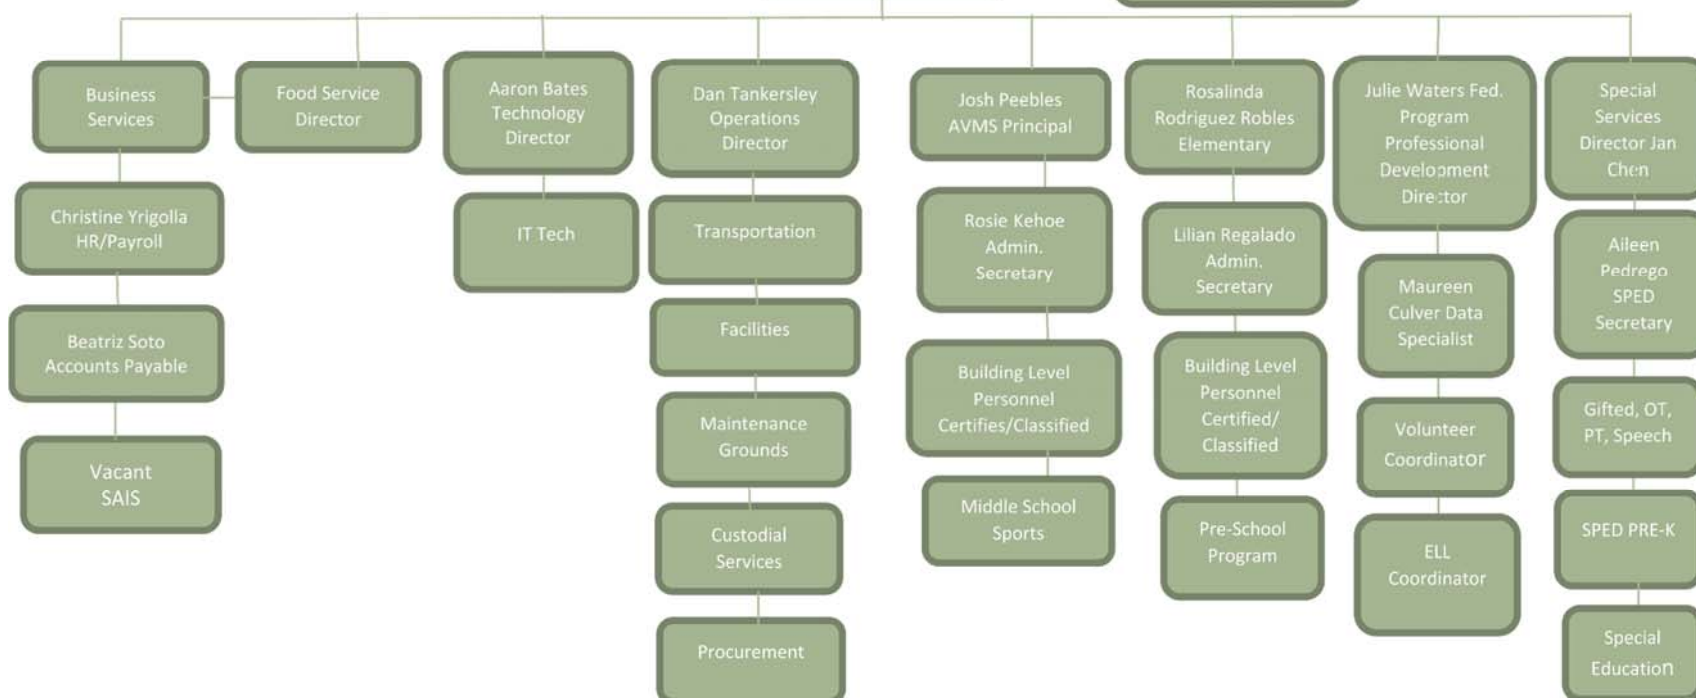 Business
Services
Food Service
Director
Aaron Bates
Technology
Director
Dan Tankersley
Operations
Director
Josh Peebles
AVMS Principal
Rosalinda
Rodriguez Robles
Elementary
Julie Waters Fed.
Program
Professional
Development
Director
Special
Services
Director Jan
Chen
Christine Yrigolla
HR/Payroll
IT Tech
Transportation
Rosie Kehoe
Admin.
Secretary
Lilian Regalado
Admin.
Secretary
Maureen
Culver Data
Specialist
Aileen
Pedrego
SPED
Secretary
Beatriz Soto
Accounts Payable
Facilities
Building Level
Personnel
Certifies/Classified
Building Level
Personnel
Certified/
Classified
Volunteer
Coordinator
Gifted, OT,
PT, Speech
Vacant
SAIS
Maintenance
Grounds
Middle School
Sports
Pre-School
Program
ELL
Coordinator
SPED PRE-K
Custodial
Services
Special
Education
Procurement